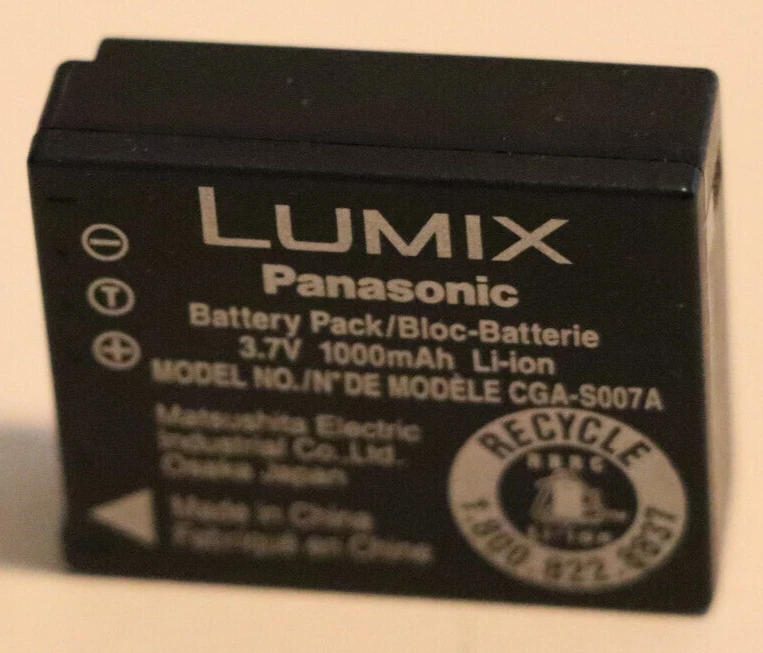 LUMIX
Panasonic
Battery Pack/Bloc-Batterie
3.7V 1000mAh Li-ion
MODEL NO./N° DE MODÈLE CGA-S007A
Matsushita Electric
Industrial Co.,Ltd.
Osaka Japan
Made in China
Fabriqué en Chine
T
RECYCLE
RBRC
Li-ion
1.800.822.8837